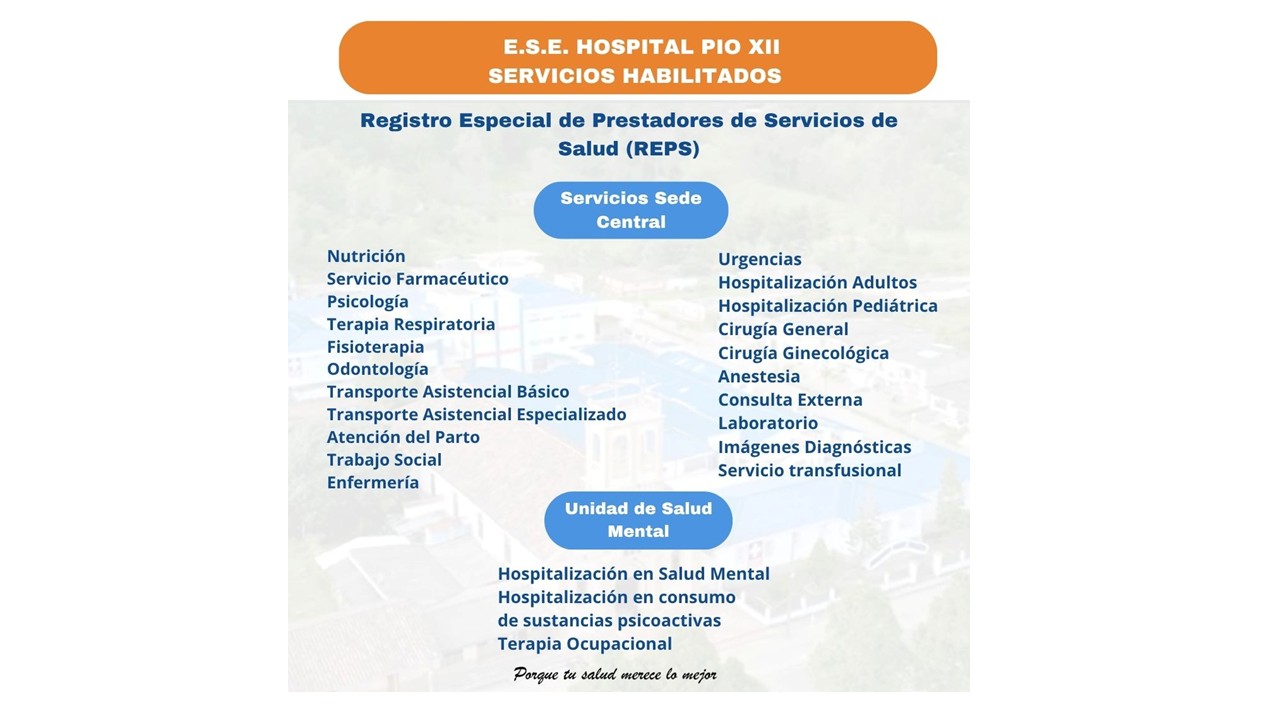 E.S.E. HOSPITAL PIO XII
SERVICIOS HABILITADOS
Registro Especial de Prestadores de Servicios de
Salud (REPS)
Servicios Sede
Central
Nutrición
Servicio Farmacéutico
Psicología
Terapia Respiratoria
Fisioterapia
Odontología
Transporte Asistencial Básico
Transporte Asistencial Especializado
Atención del Parto
Trabajo Social
Enfermería
Urgencias
Hospitalización Adultos
Hospitalización Pediátrica
Cirugía General
Cirugía Ginecológica
Anestesia
Consulta Externa
Laboratorio
Imágenes Diagnósticas
Servicio transfusional
Unidad de Salud
Mental
Hospitalización en Salud Mental
Hospitalización en consumo
de sustancias psicoactivas
Terapia Ocupacional
Porque tu salud merece lo mejor